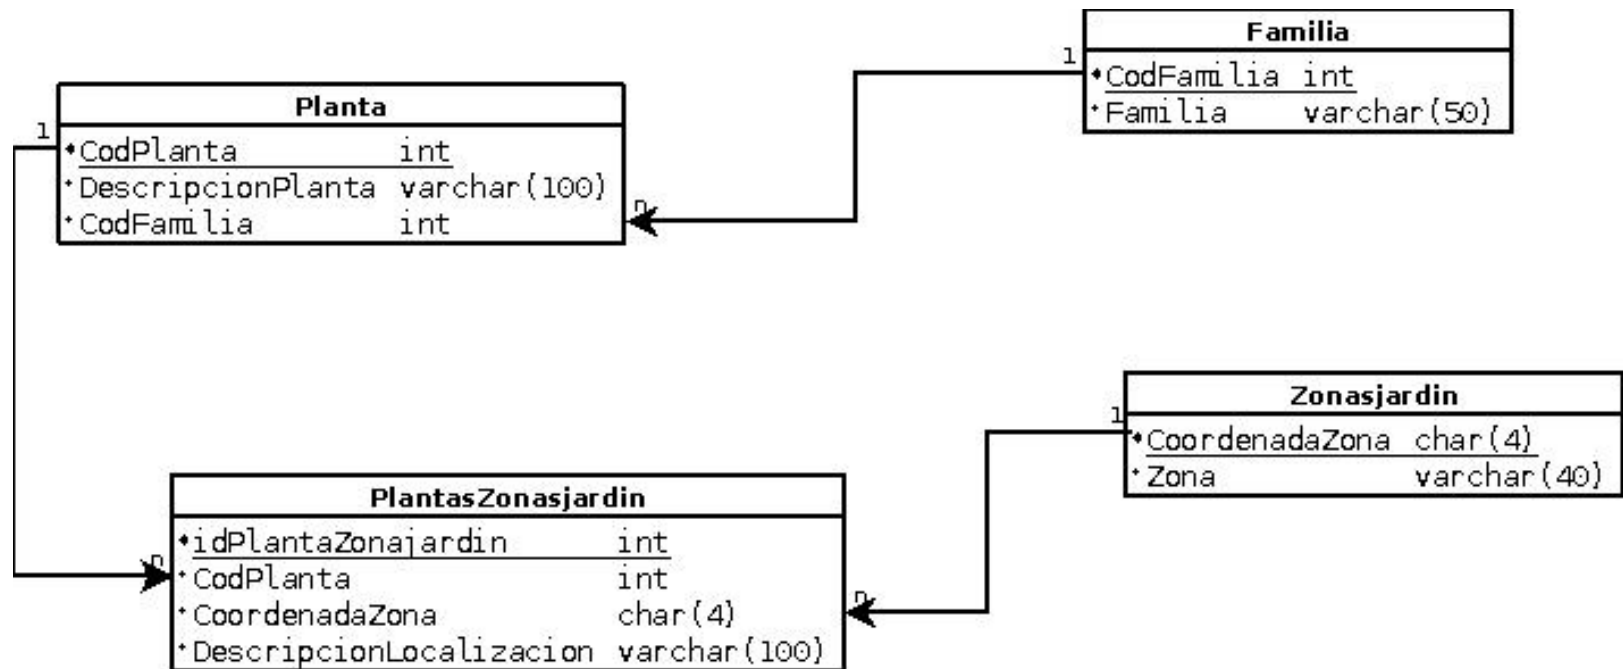 Familia
1
CodFamilia int
Familia varchar(50)
Planta
1
CodPlanta int
DescripcionPlanta varchar(100)
CodFamilia int
n
Zonasjardin
1
CoordenadaZona char(4)
Zona varchar(40)
PlantasZonasjardin
idPlantaZonajardin int
n
CodPlanta int
CoordenadaZona char(4)
n
DescripcionLocalizacion varchar(100)